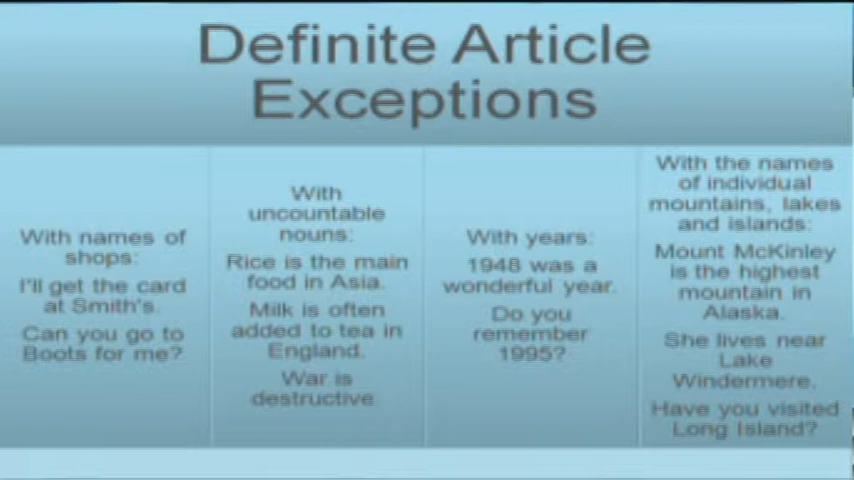 Definite Article
Exceptions
With names of
shops:
I'll get the card
at Smith's.
Can you go to
Boots for me?
With
uncountable
nouns:
Rice is the main
food in Asia.
Milk is often
added to tea in
England.
War is
destructive.
With years:
1948 was a
wonderful year.
Do you
remember
1995?
With the names
of individual
mountains, lakes
and islands:
Mount McKinley
is the highest
mountain in
Alaska.
She lives near
Lake
Windermere.
Have you visited
Long Island?